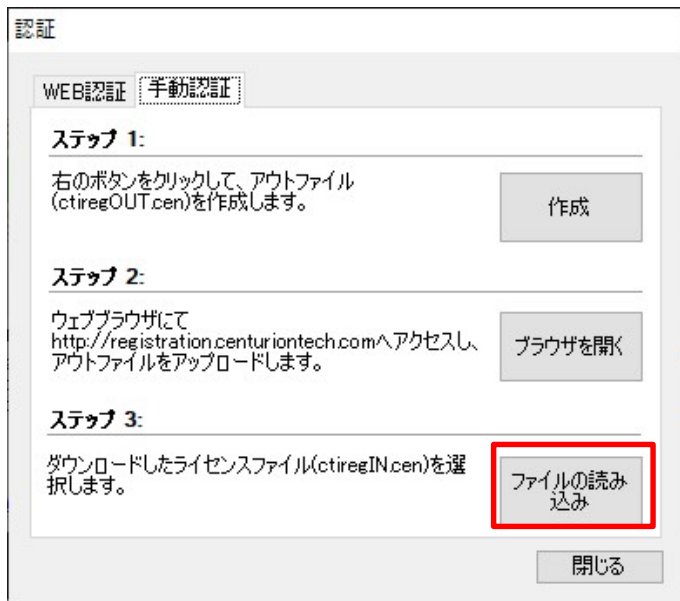 認証
WEB認証 手動認証
ステップ 1:
右のボタンをクリックして、アウトファイル
(ctiregOUT.cen)を作成します。
作成
ステップ 2:
ウェブブラウザにて
http://registration.centuriontech.comへアクセスし、
アウトファイルをアップロードします。
ブラウザを開く
ステップ 3:
ダウンロードしたライセンスファイル(ctiregIN.cen)を選
択します。
ファイルの読み
込み
閉じる